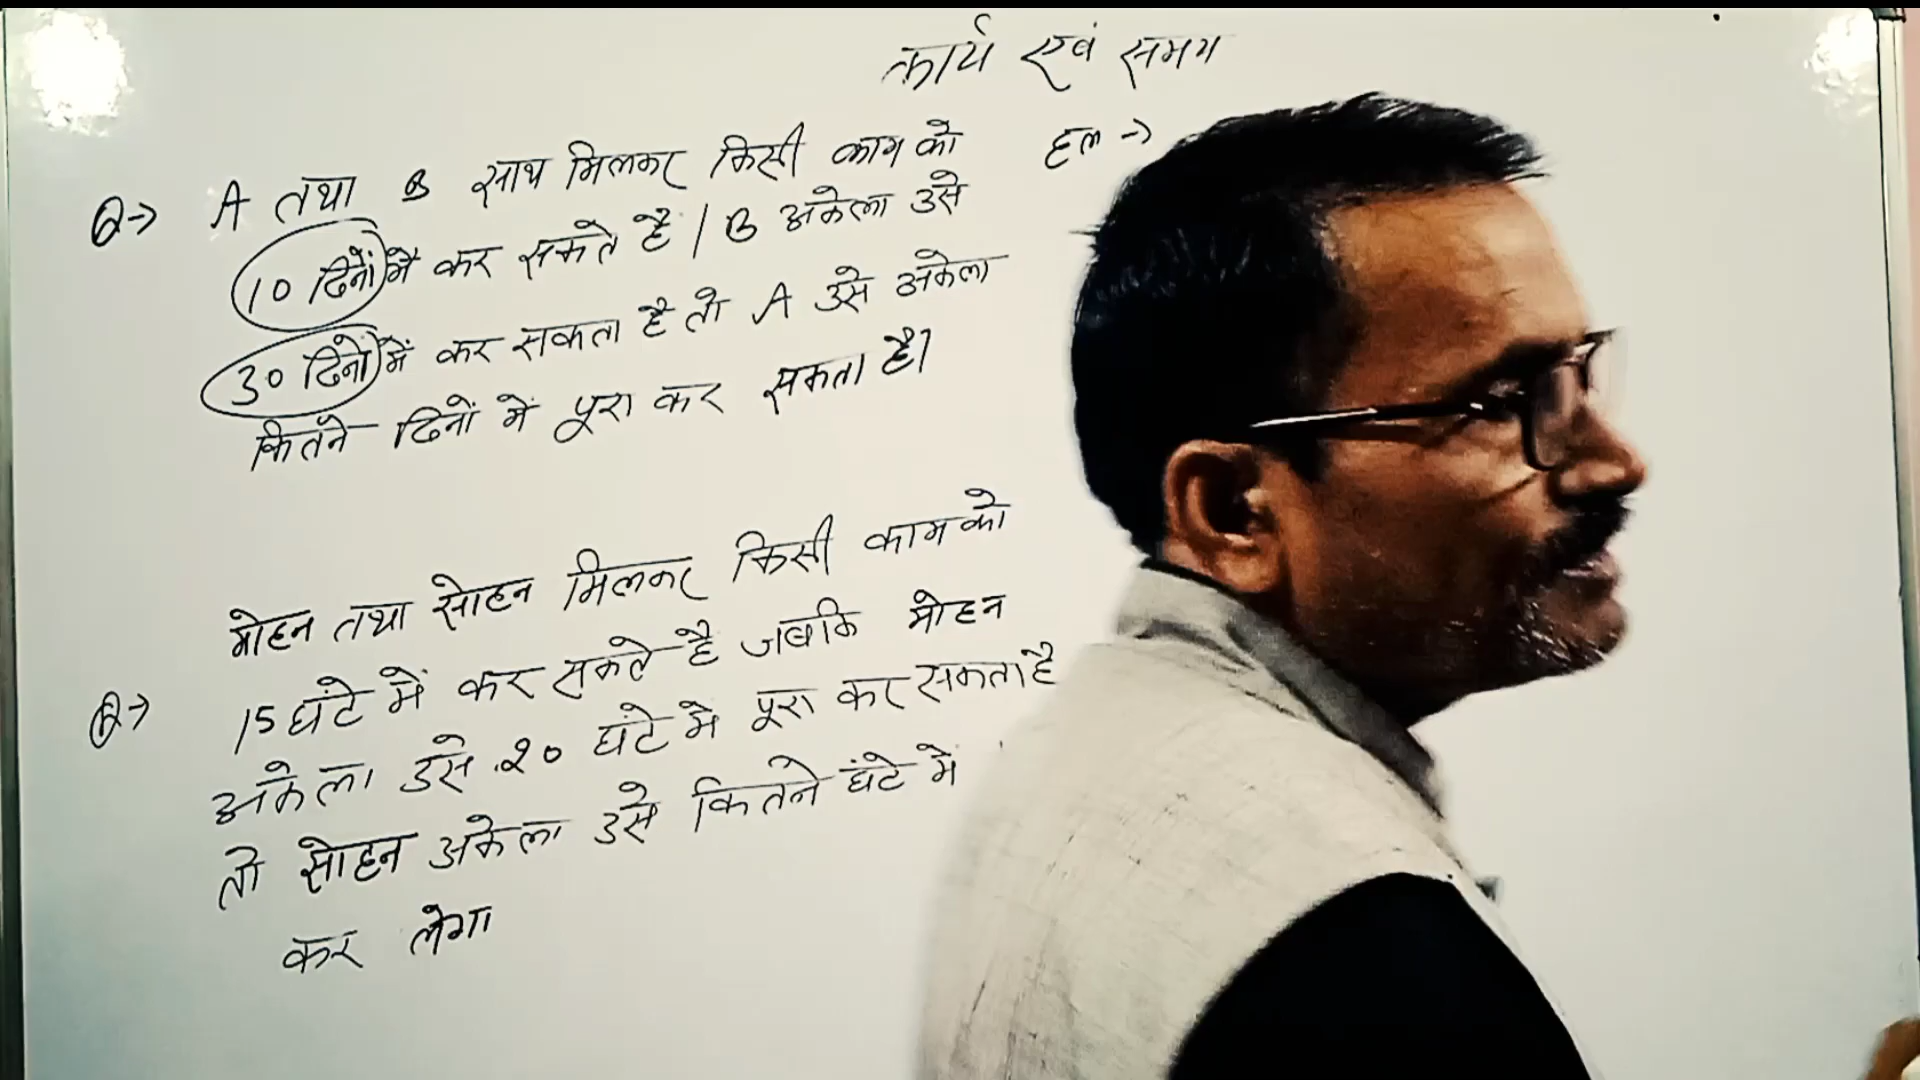 कार्य एवं समय
Q→ A तथा B साथ मिलकर किसी काम को
10 दिनों में कर सकते है / B अकेला उसे
30 दिनों में कर सकता है तो A उसे अकेला
कितने दिनों में पूरा कर सकता है।
हल →
मोहन तथा सोहन मिलकर किसी काम को
Q→ 15 घंटे में कर सकते है जबकि मोहन
अकेला उसे 20 घंटे मे पूरा कर सकता है
तो सोहन अकेला उसे कितने घंटे मे
कर लेगा